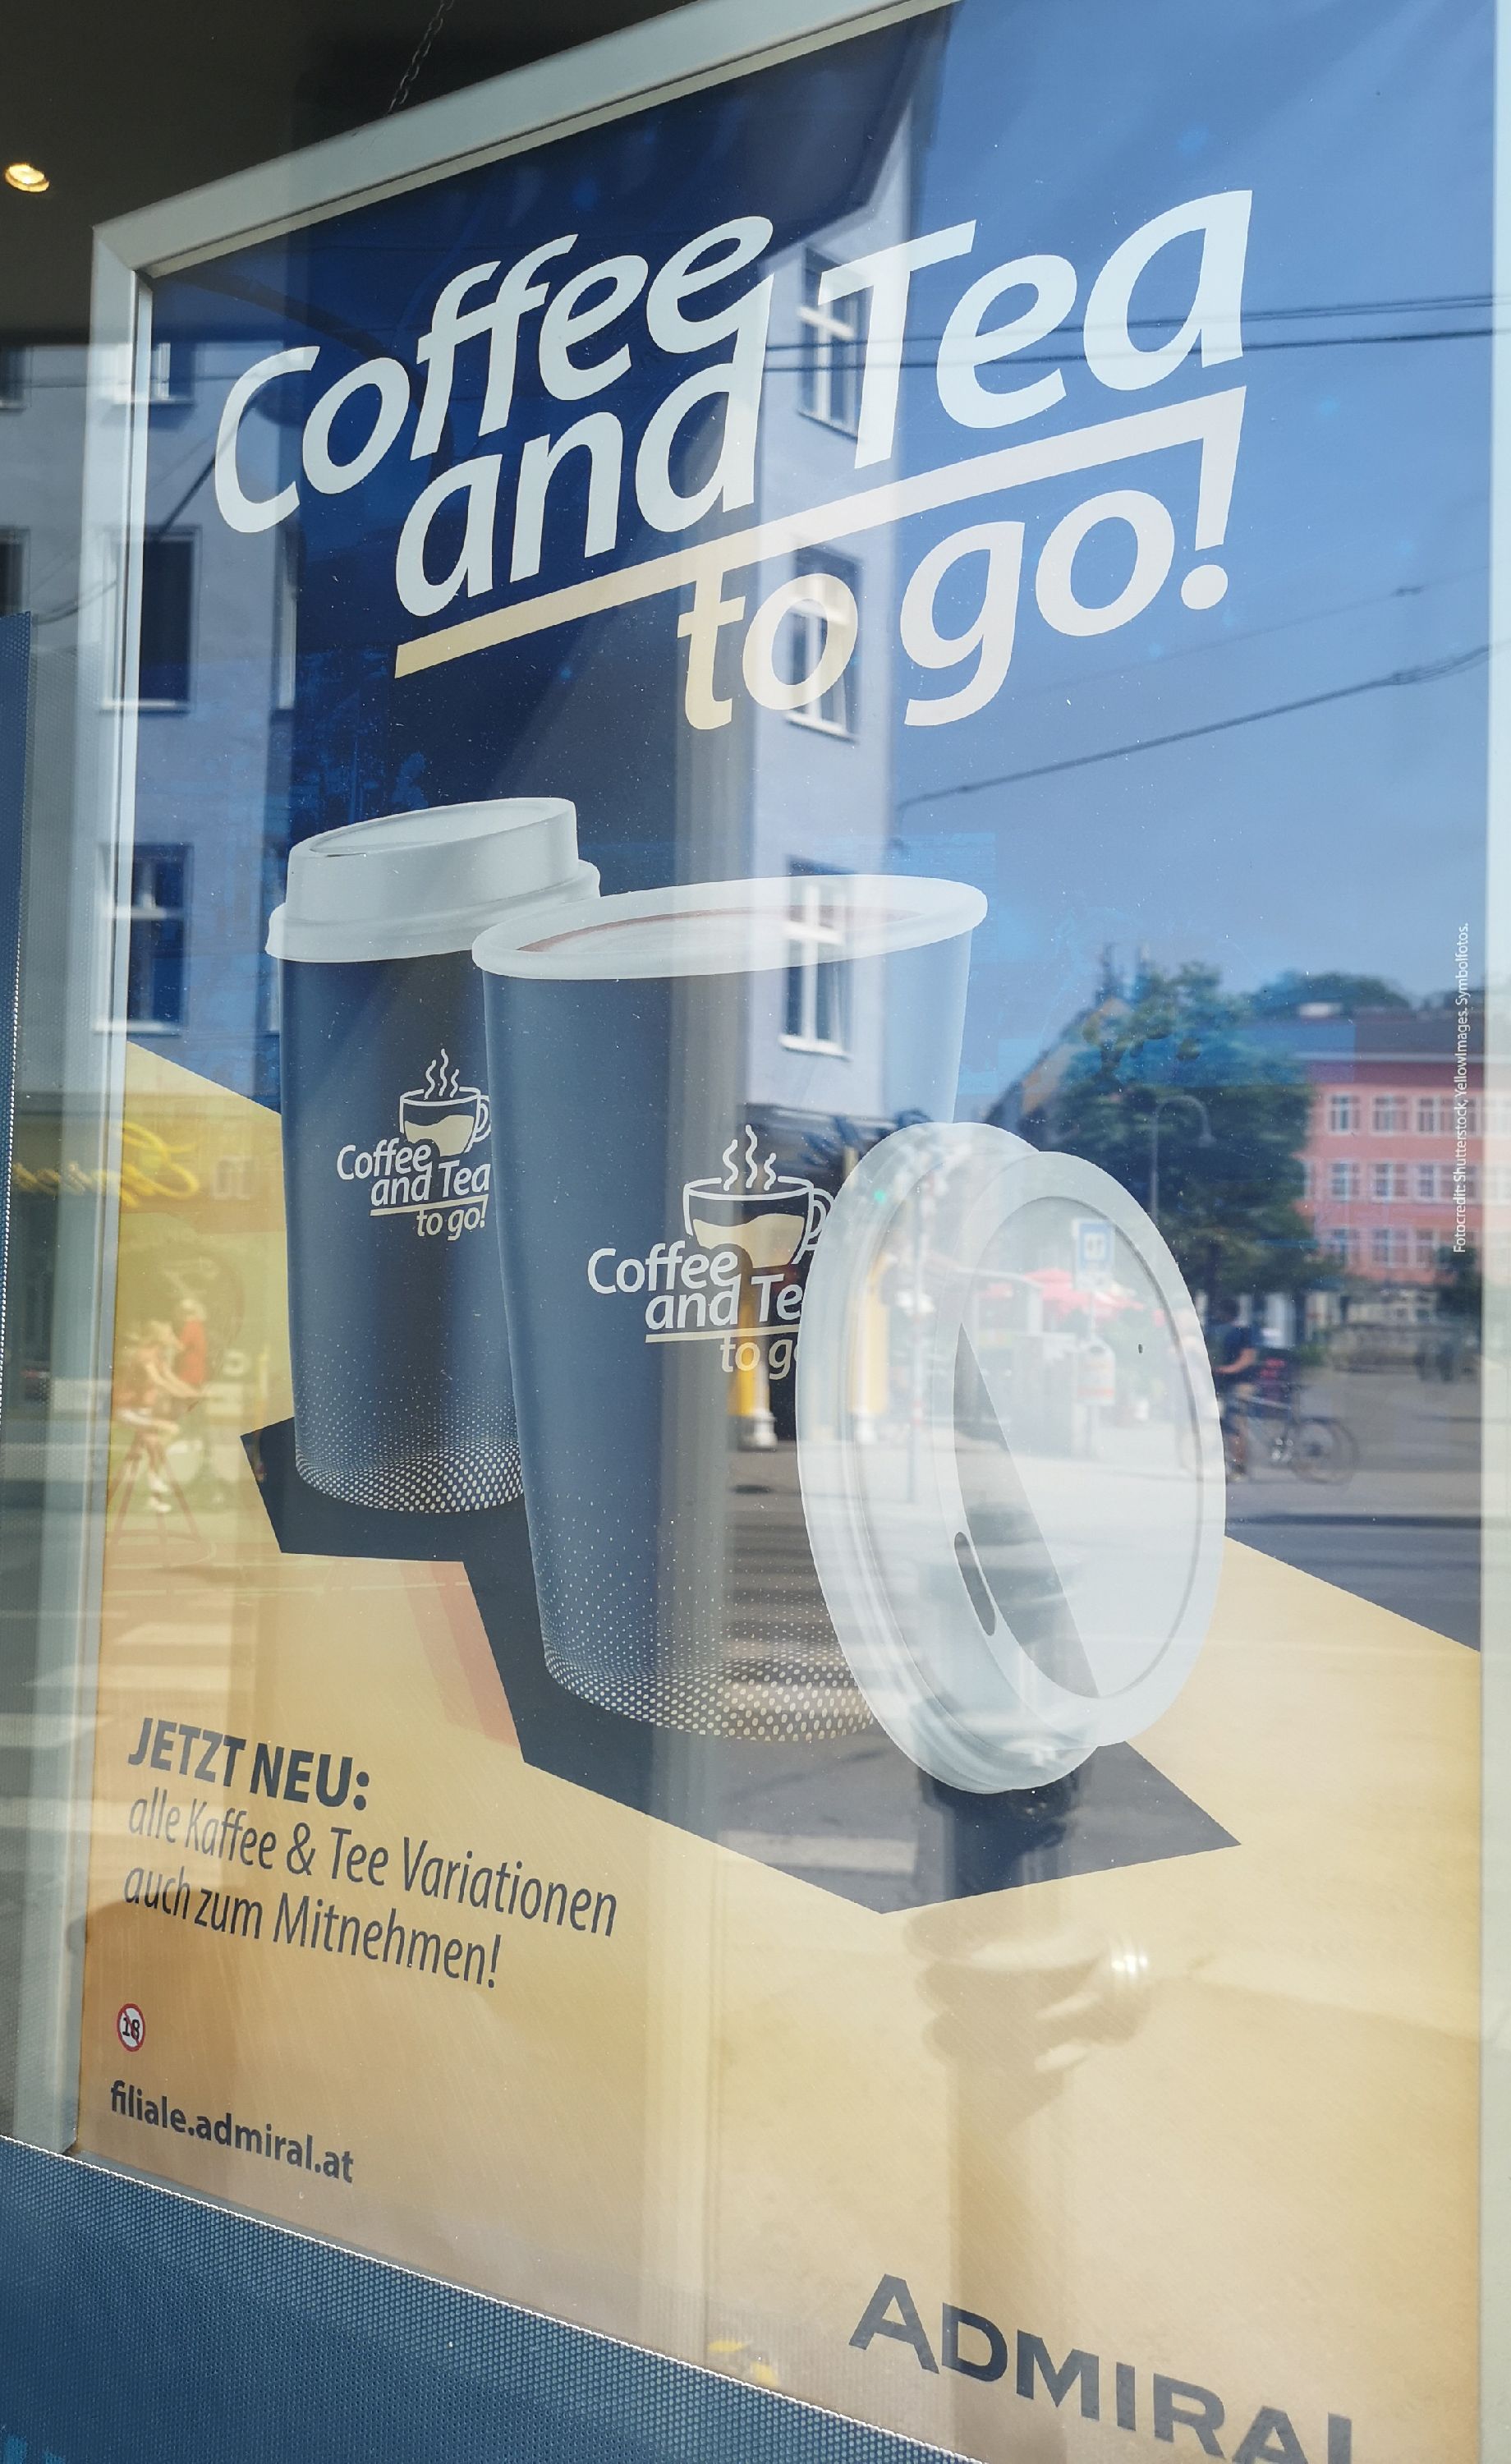 Coffee
and Tea
to go!
Coffee
and Tea
to go!
Coffee
and Te
to g
Fotocredit: Shutterstock, YellowImages. Symbolfotos.
JETZT NEU:
alle Kaffee & Tee Variationen
auch zum Mitnehmen!
18
filiale.admiral.at
ADMIRAL